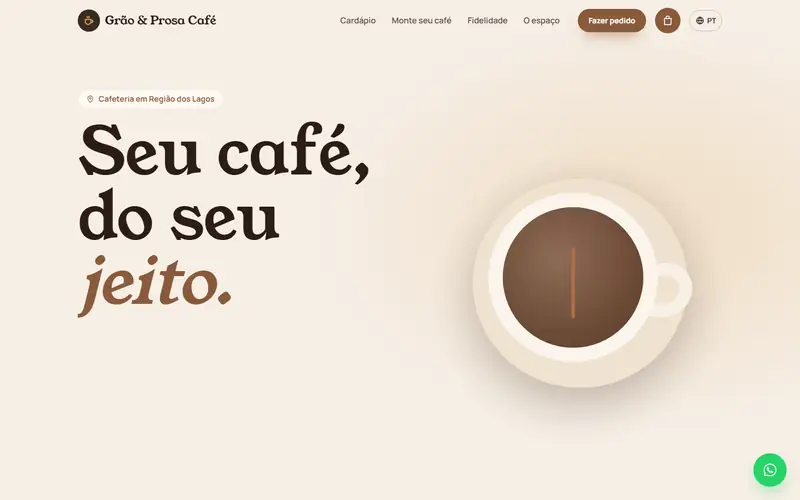 Grão & Prosa Café
Cardápio
Monte seu café
Fidelidade
O espaço
Fazer pedido
PT
Cafeteria em Região dos Lagos
Seu café,
do seu
jeito.